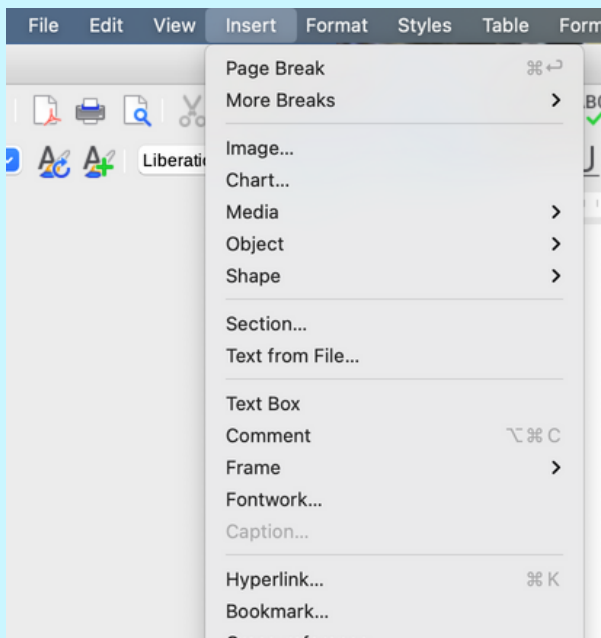 File Edit View Insert Format Styles Table
Page Break ⌘↩
More Breaks
Image...
Chart...
Liberati
Media
Object
Shape
Section...
Text from File...
Text Box
Comment ⌥⌘C
Frame
Fontwork...
Caption...
Hyperlink... ⌘K
Bookmark...